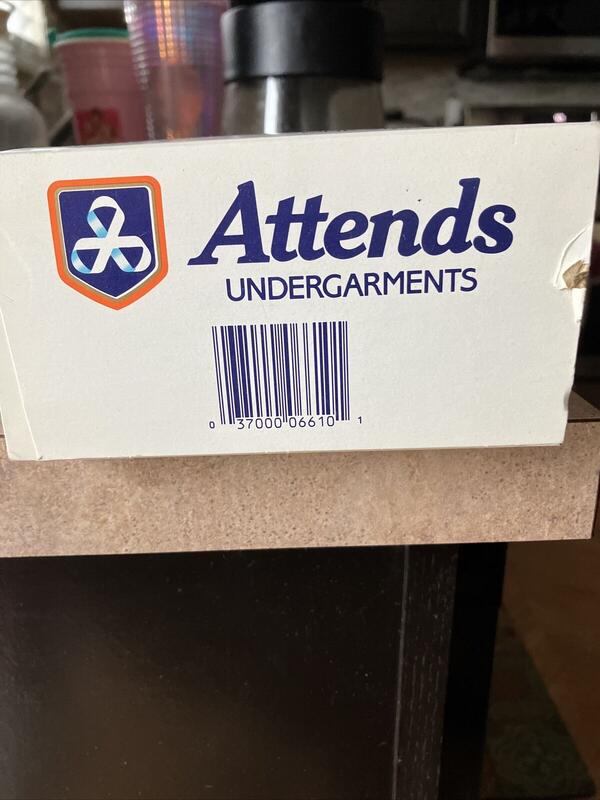 Attends
UNDERGARMENTS
0 37000 06610 1